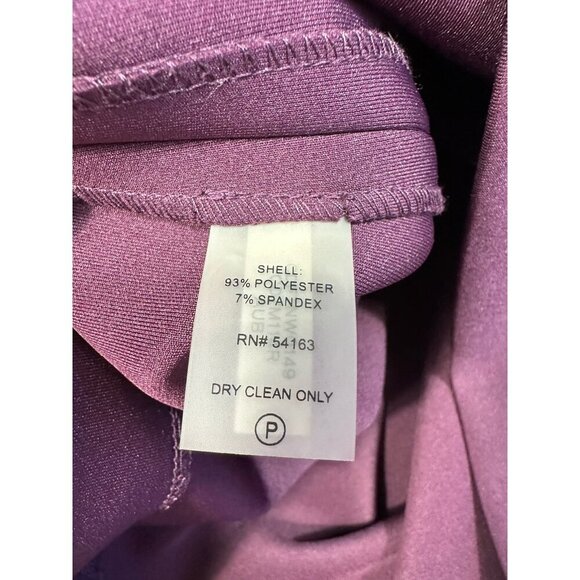 SHELL:
93% POLYESTER
7% SPANDEX
RN# 54163
DRY CLEAN ONLY
P